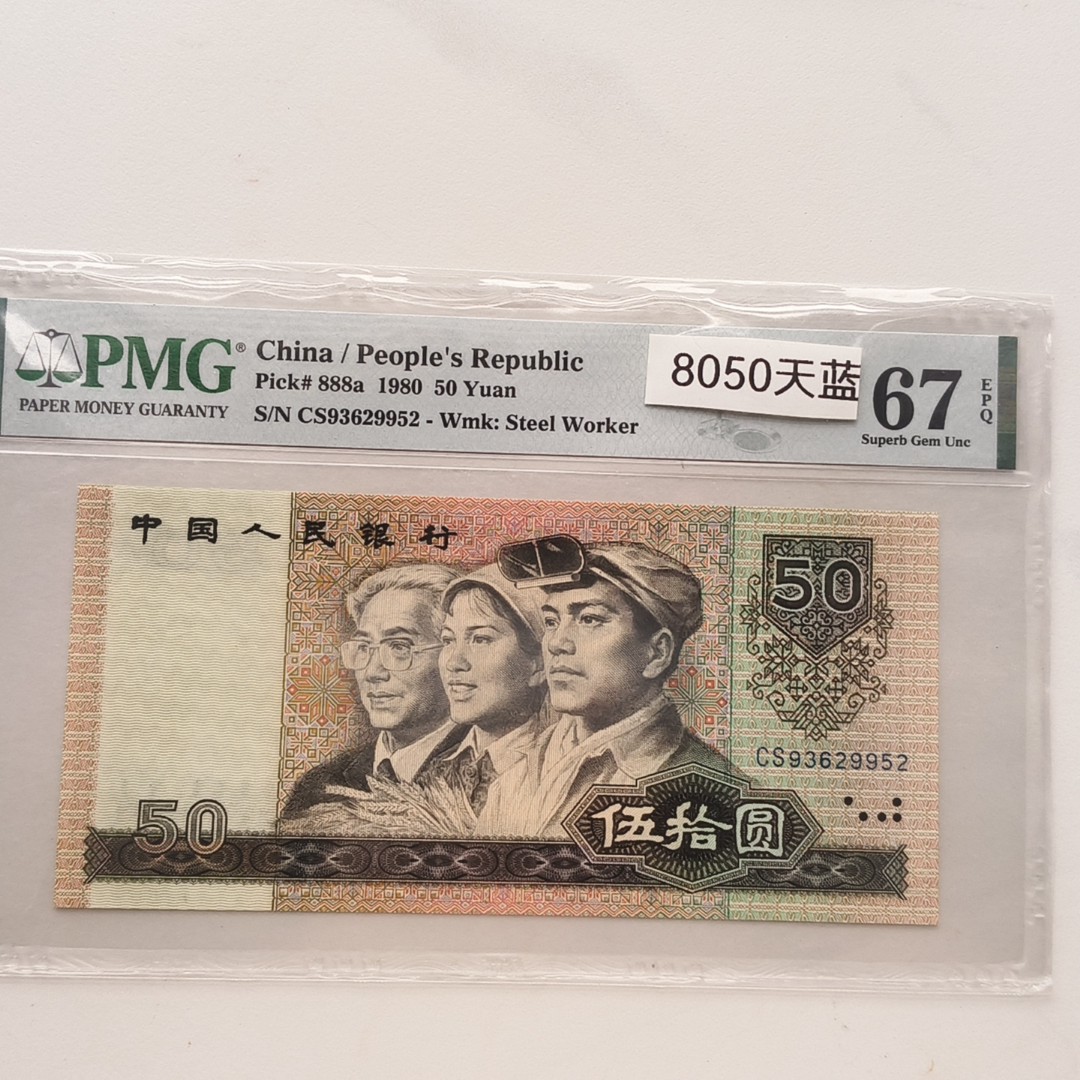 PMG®
PAPER MONEY GUARANTY
China / People's Republic
Pick# 888a 1980 50 Yuan
S/N CS93629952 - Wmk: Steel Worker
8050天蓝
67
EPQ
Superb Gem Unc
中国人民银行
50
CS93629952
50
伍拾圆